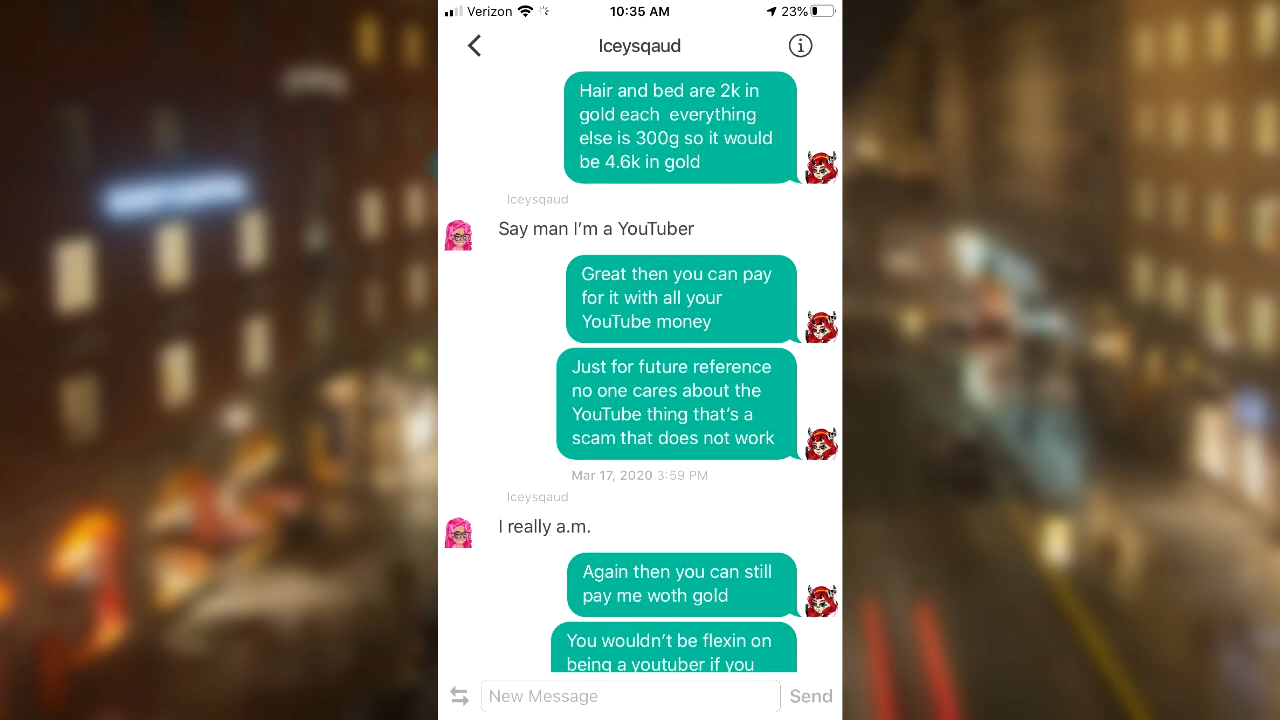 Verizon 10:35 AM 23%
Iceysqaud
Hair and bed are 2k in
gold each everything
else is 300g so it would
be 4.6k in gold
Iceysqaud
Say man I'm a YouTuber
Great then you can pay
for it with all your
YouTube money
Just for future reference
no one cares about the
YouTube thing that's a
scam that does not work
Mar 17, 2020 3:59 PM
Iceysqaud
I really a.m.
Again then you can still
pay me woth gold
You wouldn't be flexin on
being a youtuber if you
New Message Send